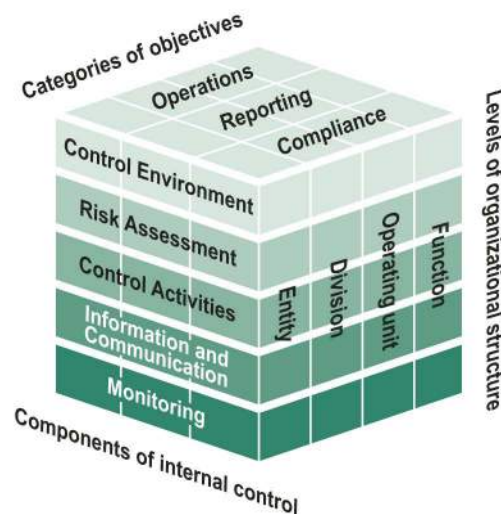 Categories of objectives
Operations
Reporting
Compliance
Levels of organizational structure
Control Environment
Risk Assessment
Control Activities
Information and
Communication
Monitoring
Entity
Division
Operating unit
Function
Components of internal control